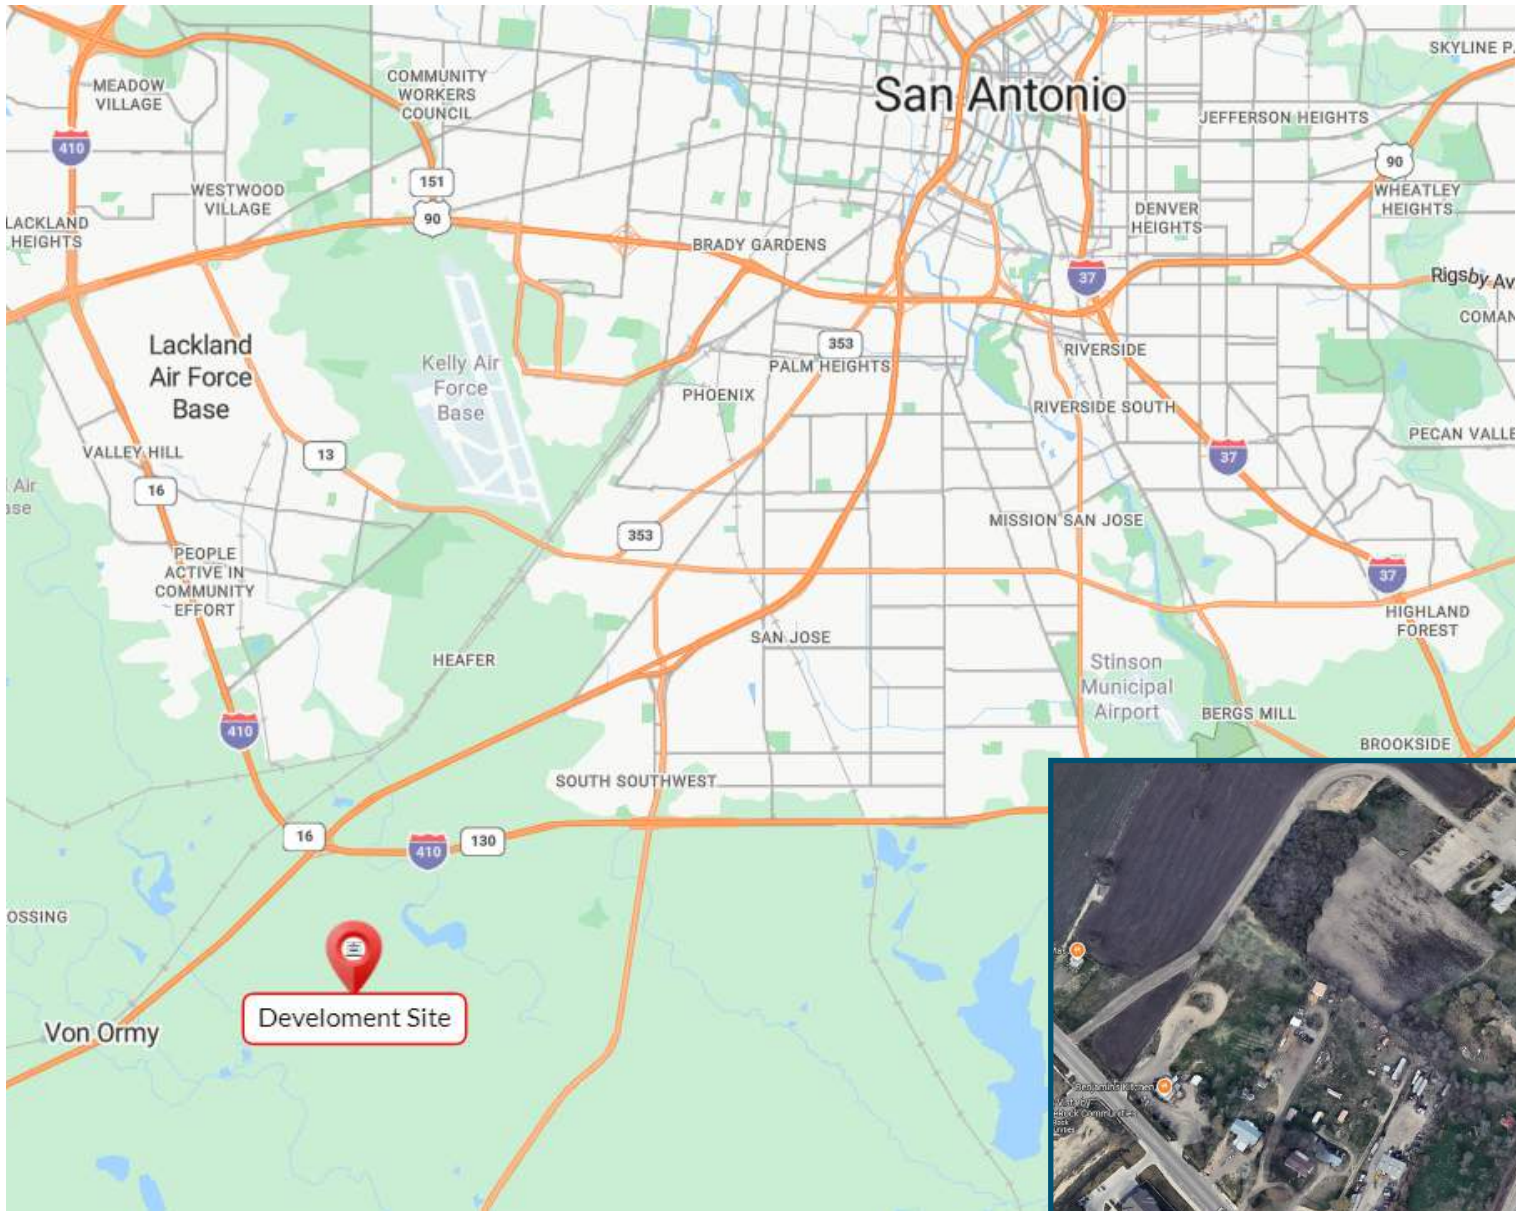 SKYLINE P
MEADOW
VILLAGE
COMMUNITY
WORKERS
COUNCIL
San Antonio
JEFFERSON HEIGHTS
410
90
151
WESTWOOD
VILLAGE
WHEATLEY
HEIGHTS
90
LACKLAND
HEIGHTS
DENVER
HEIGHTS
BRADY GARDENS
37
Rigsby Av
COMAN
Lackland
Air Force
Base
Kelly Air
Force
Base
353
PALM HEIGHTS
RIVERSIDE
PHOENIX
RIVERSIDE SOUTH
PECAN VALLE
VALLEY HILL
13
37
16
Air
ase
MISSION SAN JOSE
353
PEOPLE
ACTIVE IN
COMMUNITY
EFFORT
37
HIGHLAND
FOREST
SAN JOSE
HEAFER
Stinson
Municipal
Airport
BERGS MILL
410
BROOKSIDE
SOUTH SOUTHWEST
16
410
130
OSSING
Develoment Site
Von Ormy
Benjamin's Kitchen
Rock Communities